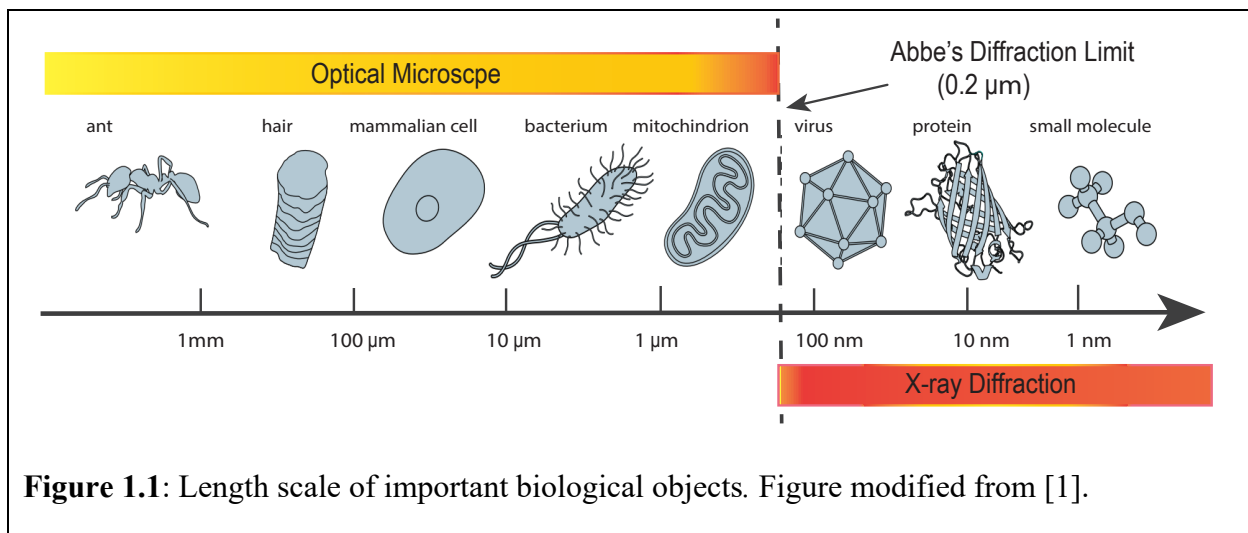 Optical Microscpe
Abbe's Diffraction Limit
(0.2 µm)
ant hair mammalian cell bacterium mitochindrion virus protein small molecule
1mm 100 µm 10 µm 1 µm 100 nm 10 nm 1 nm
X-ray Diffraction
Figure 1.1: Length scale of important biological objects. Figure modified from [1].